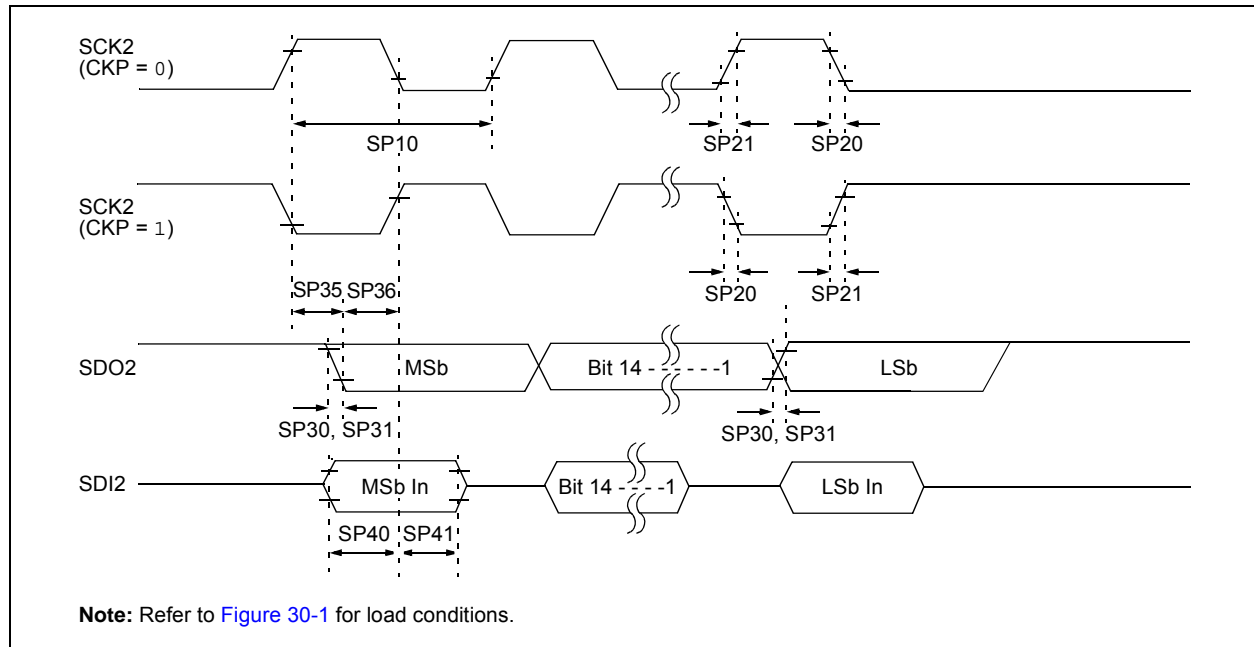 SCK2
(CKP = 0)
SP10
SP21
SP20
SCK2
(CKP = 1)
SP20
SP21
SP35
SP36
SDO2
MSb
Bit 14 - - - - - - -1
LSb
SP30, SP31
SP30, SP31
SDI2
MSb In
Bit 14 - - - - -1
LSb In
SP40
SP41
Note: Refer to Figure 30-1 for load conditions.